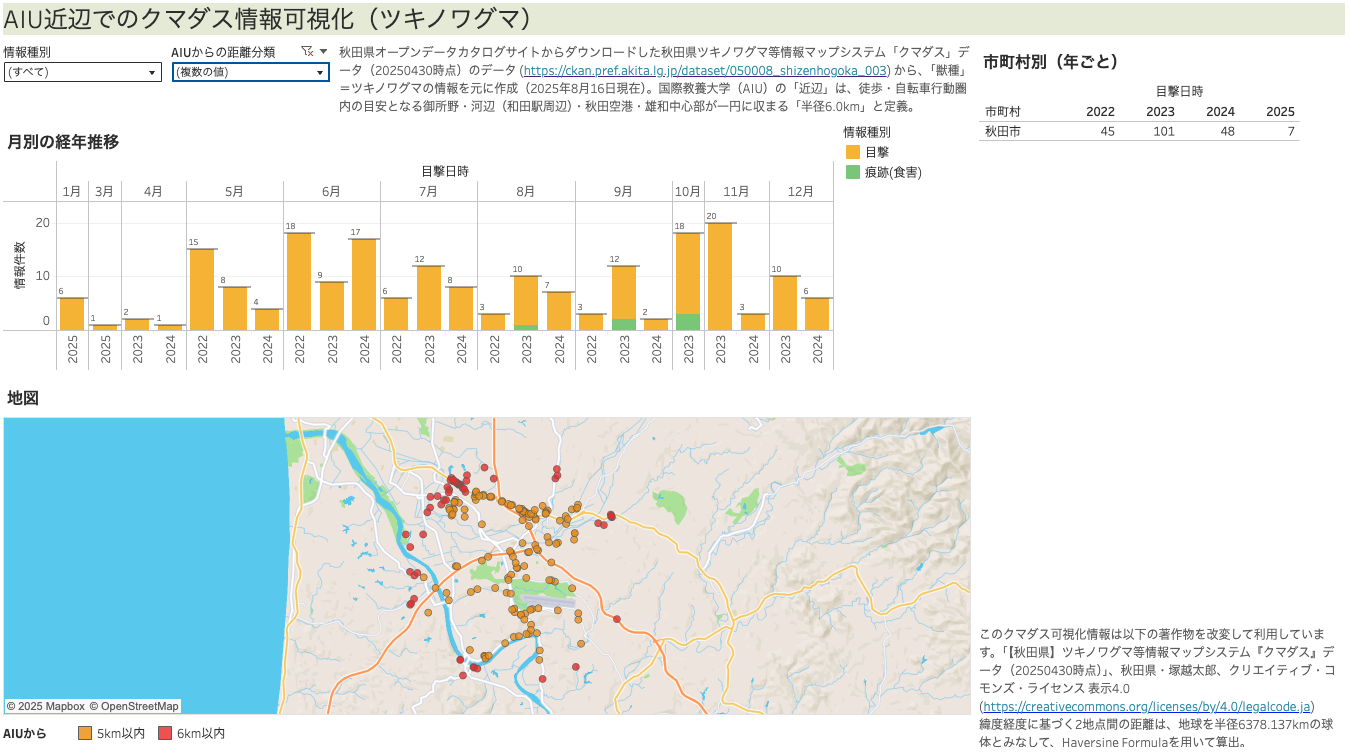 AIU近辺でのクマダス情報可視化（ツキノワグマ）
情報種別
(すべて)
AIUからの距離分類
(複数の値)
秋田県オープンデータカタログサイトからダウンロードした秋田県ツキノワグマ等情報マップシステム「クマダス」デ
ータ（20250430時点）のデータ (https://ckan.pref.akita.lg.jp/dataset/050008_shizenhogoka_003) から、「獣種」
＝ツキノワグマの情報を元に作成（2025年8月16日現在）。国際教養大学（AIU）の「近辺」は、徒歩・自転車行動圏
内の目安となる御所野・河辺（和田駅周辺）・秋田空港・雄和中心部が一円に収まる「半径6.0km」と定義。
市町村別（年ごと）
目撃日時
市町村 2022 2023 2024 2025
秋田市 45 101 48 7
月別の経年推移
情報種別
目撃
痕跡(食害)
目撃日時
1月 3月 4月 5月 6月 7月 8月 9月 10月 11月 12月
情報件数
20
10
0
6 1 2 1 15 8 4 18 9 17 6 12 8 3 10 7 3 12 2 18 20 3 10 6
2025 2025 2023 2024 2022 2023 2024 2022 2023 2024 2022 2023 2024 2022 2023 2024 2022 2023 2024 2023 2023 2024 2023 2024
地図
© 2025 Mapbox © OpenStreetMap
AIUから
5km以内
6km以内
このクマダス可視化情報は以下の著作物を改変して利用していま
す。「【秋田県】ツキノワグマ等情報マップシステム『クマダス』デ
ータ（20250430時点）」、秋田県・塚越太郎、クリエイティブ・コ
モンズ・ライセンス 表示4.0
(https://creativecommons.org/licenses/by/4.0/legalcode.ja)
緯度経度に基づく2地点間の距離は、地球を半径6378.137kmの球
体とみなして、Haversine Formulaを用いて算出。